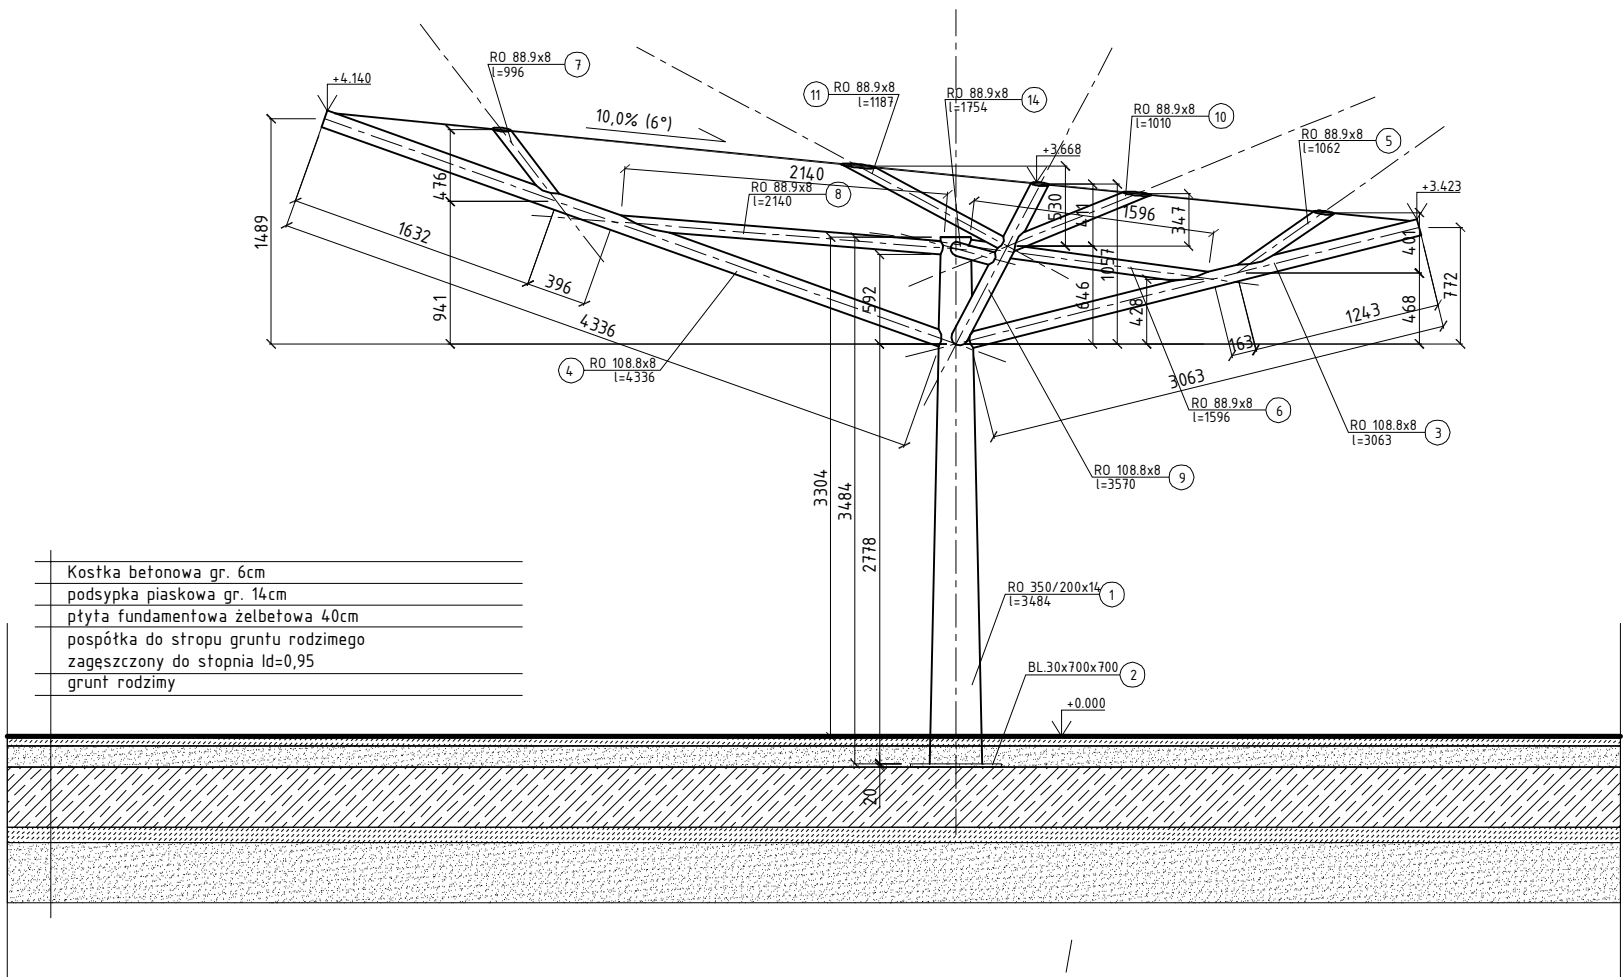 +4.140
RO 88.9x8
l=996
7
10,0% (6°)
11
RO 88.9x8
l=1187
RO 88.9x8
l=1754
14
RO 88.9x8
l=1010
10
RO 88.9x8
l=1062
5
+3.668
+3.423
476
2140
RO 88.9x8
l=2140
8
530
1596
347
401
1489
1632
396
941
4336
592
1057
646
428
468
772
1243
163
3063
4
RO 108.8x8
l=4336
RO 88.9x8
l=1596
6
RO 108.8x8
l=3063
3
RO 108.8x8
l=3570
9
3304
3484
2778
Kostka betonowa gr. 6cm
podsypka piaskowa gr. 14cm
płyta fundamentowa żelbetowa 40cm
pospółka do stropu gruntu rodzimego
zagęszczony do stopnia Id=0,95
grunt rodzimy
RO 350/200x14
l=3484
1
BL.30x700x700
2
+0.000
20